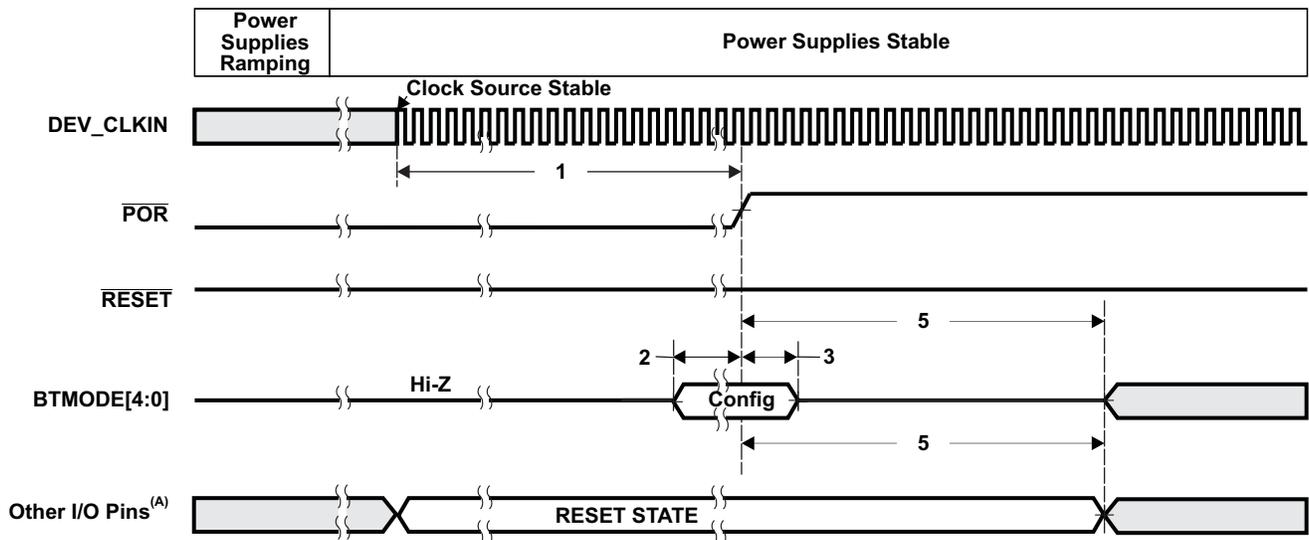 Power
Supplies
Ramping
Power Supplies Stable
Clock Source Stable
DEV_CLKIN
1
POR
RESET
5
2
3
Hi-Z
BTMODE[4:0]
Config
5
Other I/O Pins(A)
RESET STATE